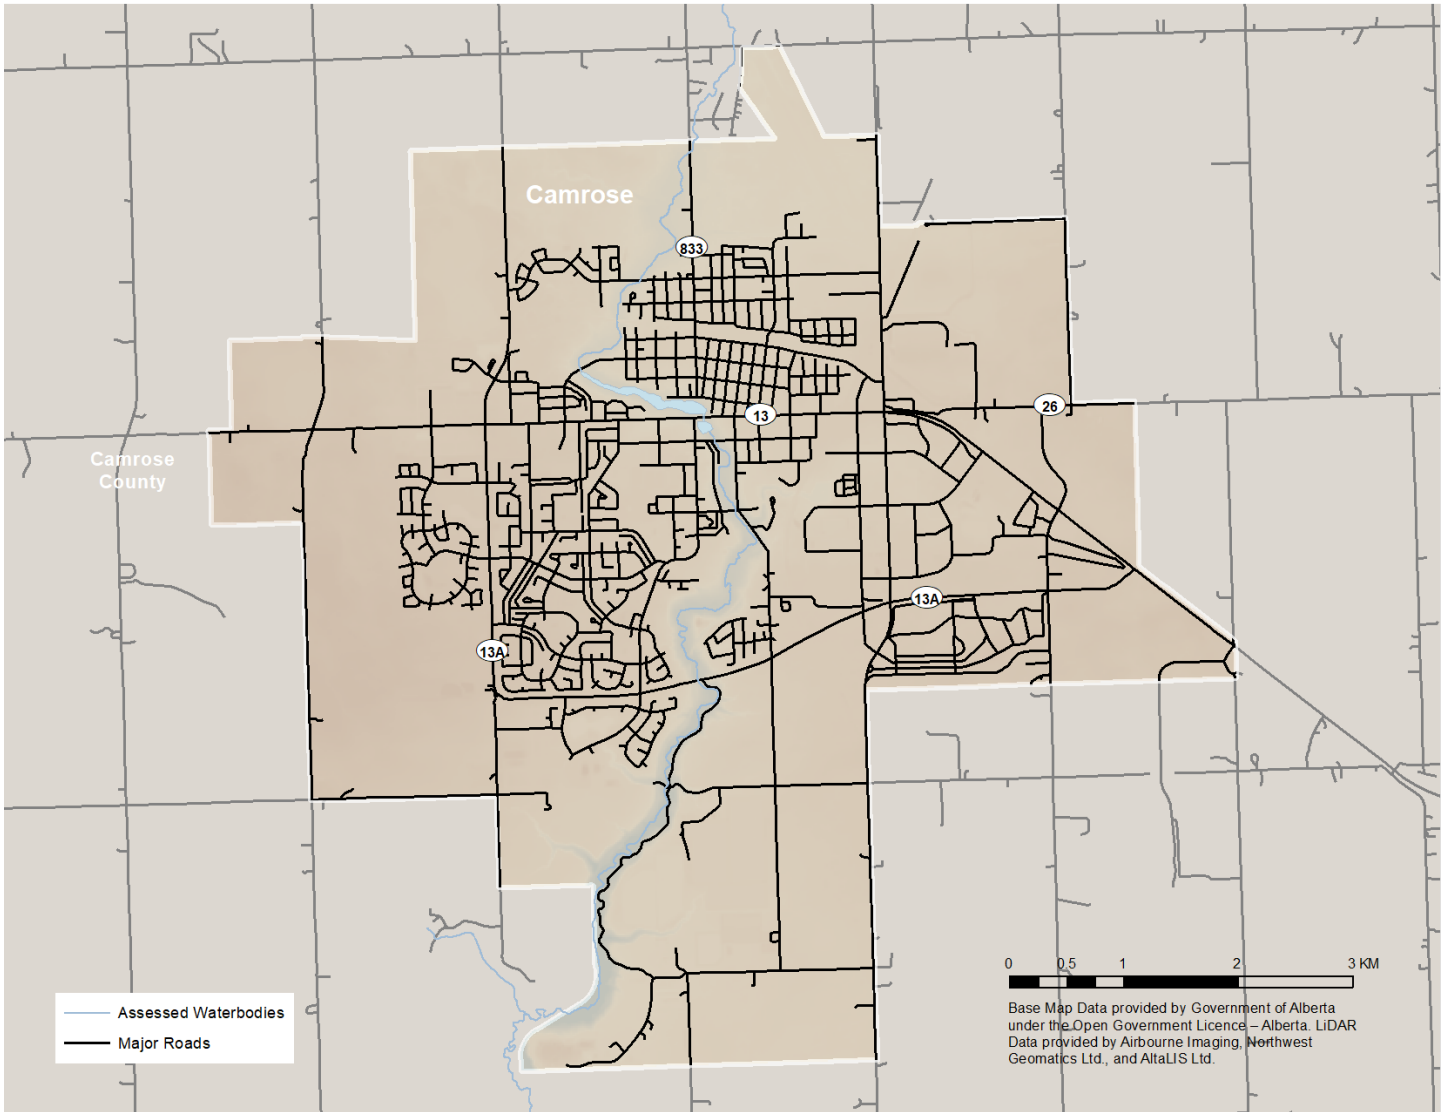 Camrose
833
13
26
Camrose
County
13A
13A
0 0.5 1 2 3 KM
Base Map Data provided by Government of Alberta
under the Open Government Licence – Alberta. LiDAR
Data provided by Airbourne Imaging, Northwest
Geomatics Ltd., and AltaLIS Ltd.
Assessed Waterbodies
Major Roads